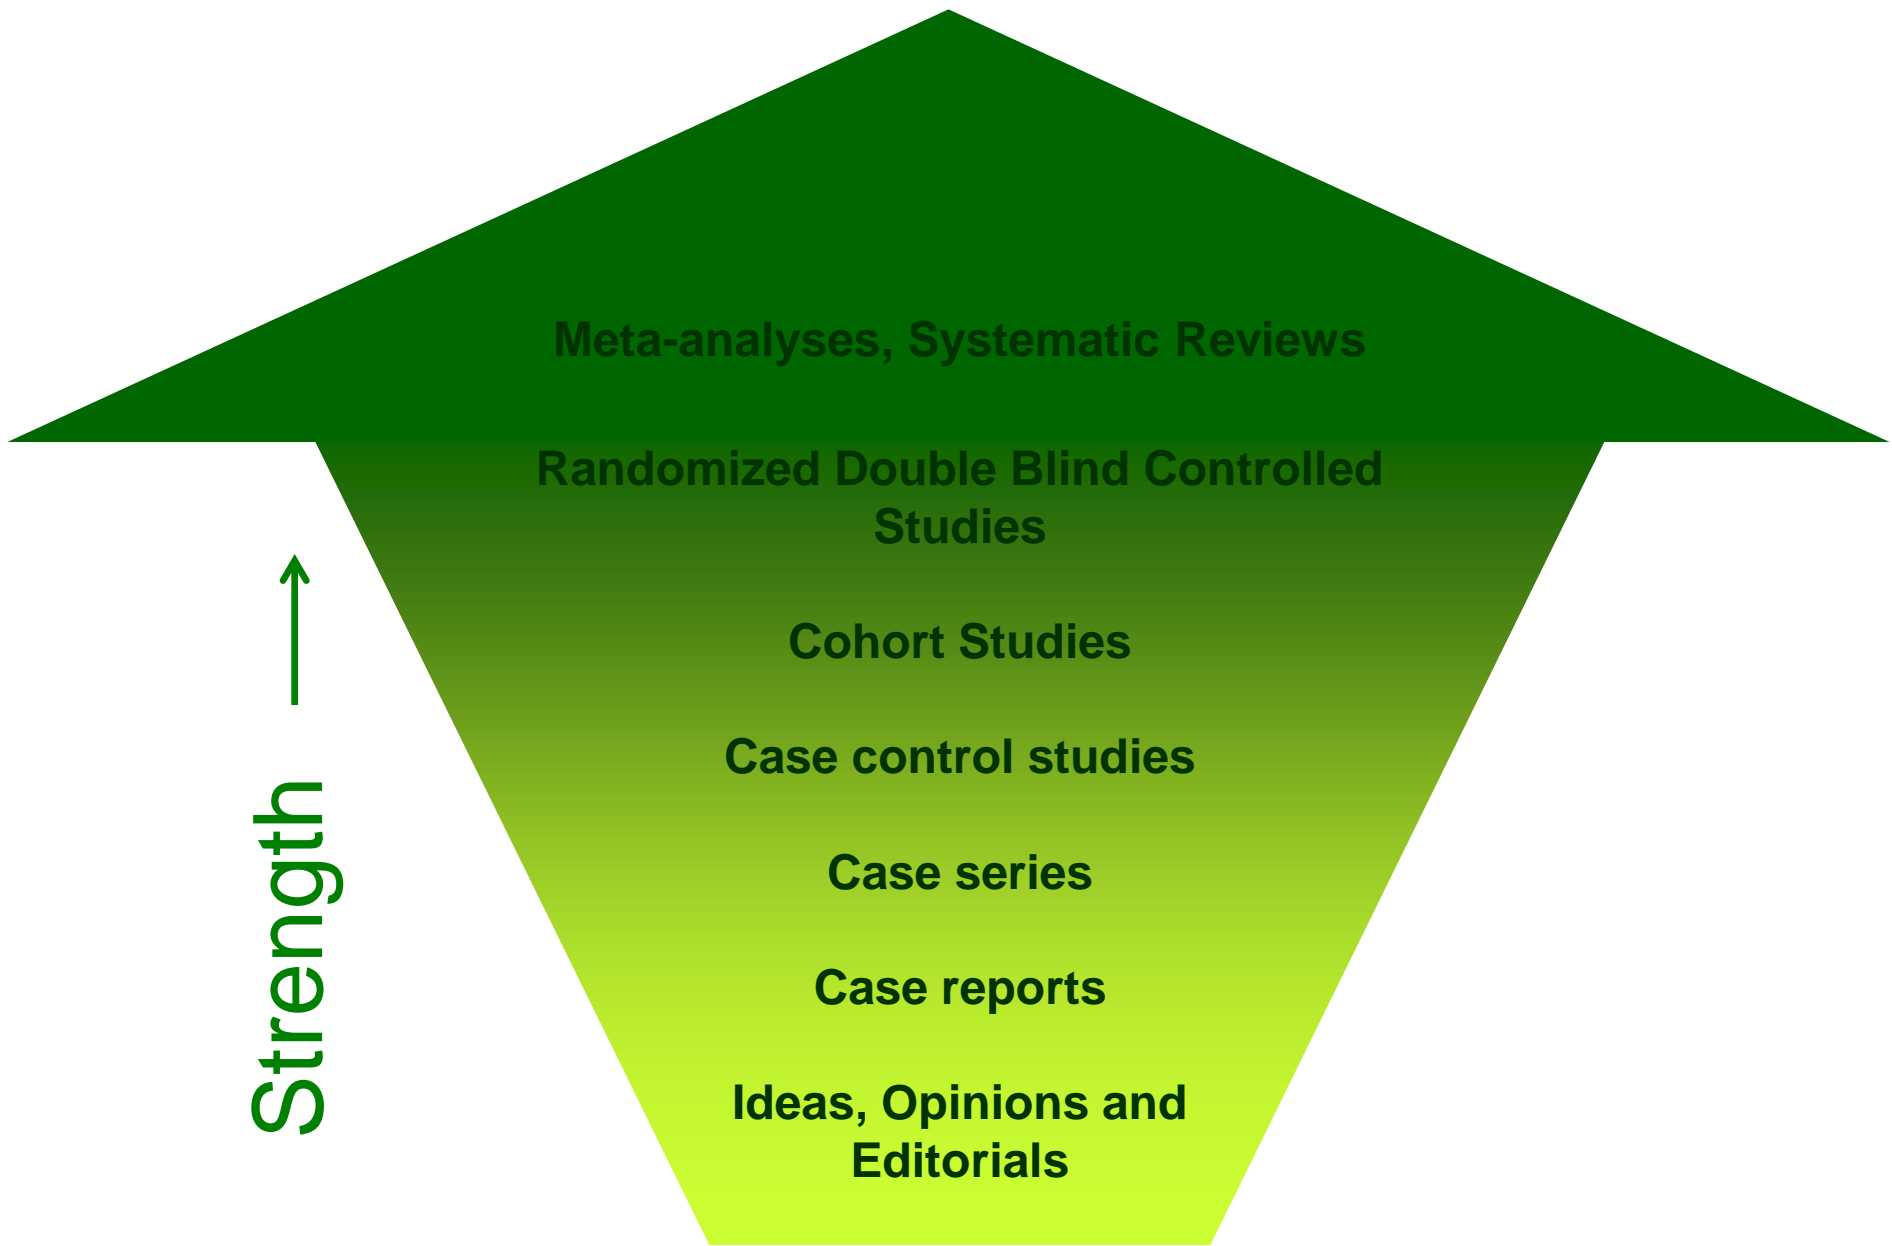 Meta-analyses, Systematic Reviews
Randomized Double Blind Controlled
Studies
Cohort Studies
Case control studies
Case series
Case reports
Ideas, Opinions and
Editorials
Strength